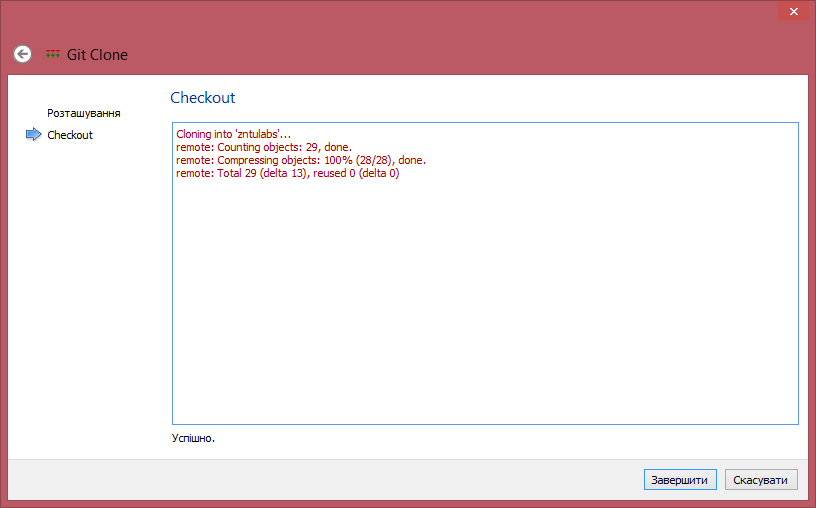 Git Clone
Розташування
Checkout
Checkout
Cloning into 'zntulabs'...
remote: Counting objects: 29, done.
remote: Compressing objects: 100% (28/28), done.
remote: Total 29 (delta 13), reused 0 (delta 0)
Успішно.
Завершити
Скасувати